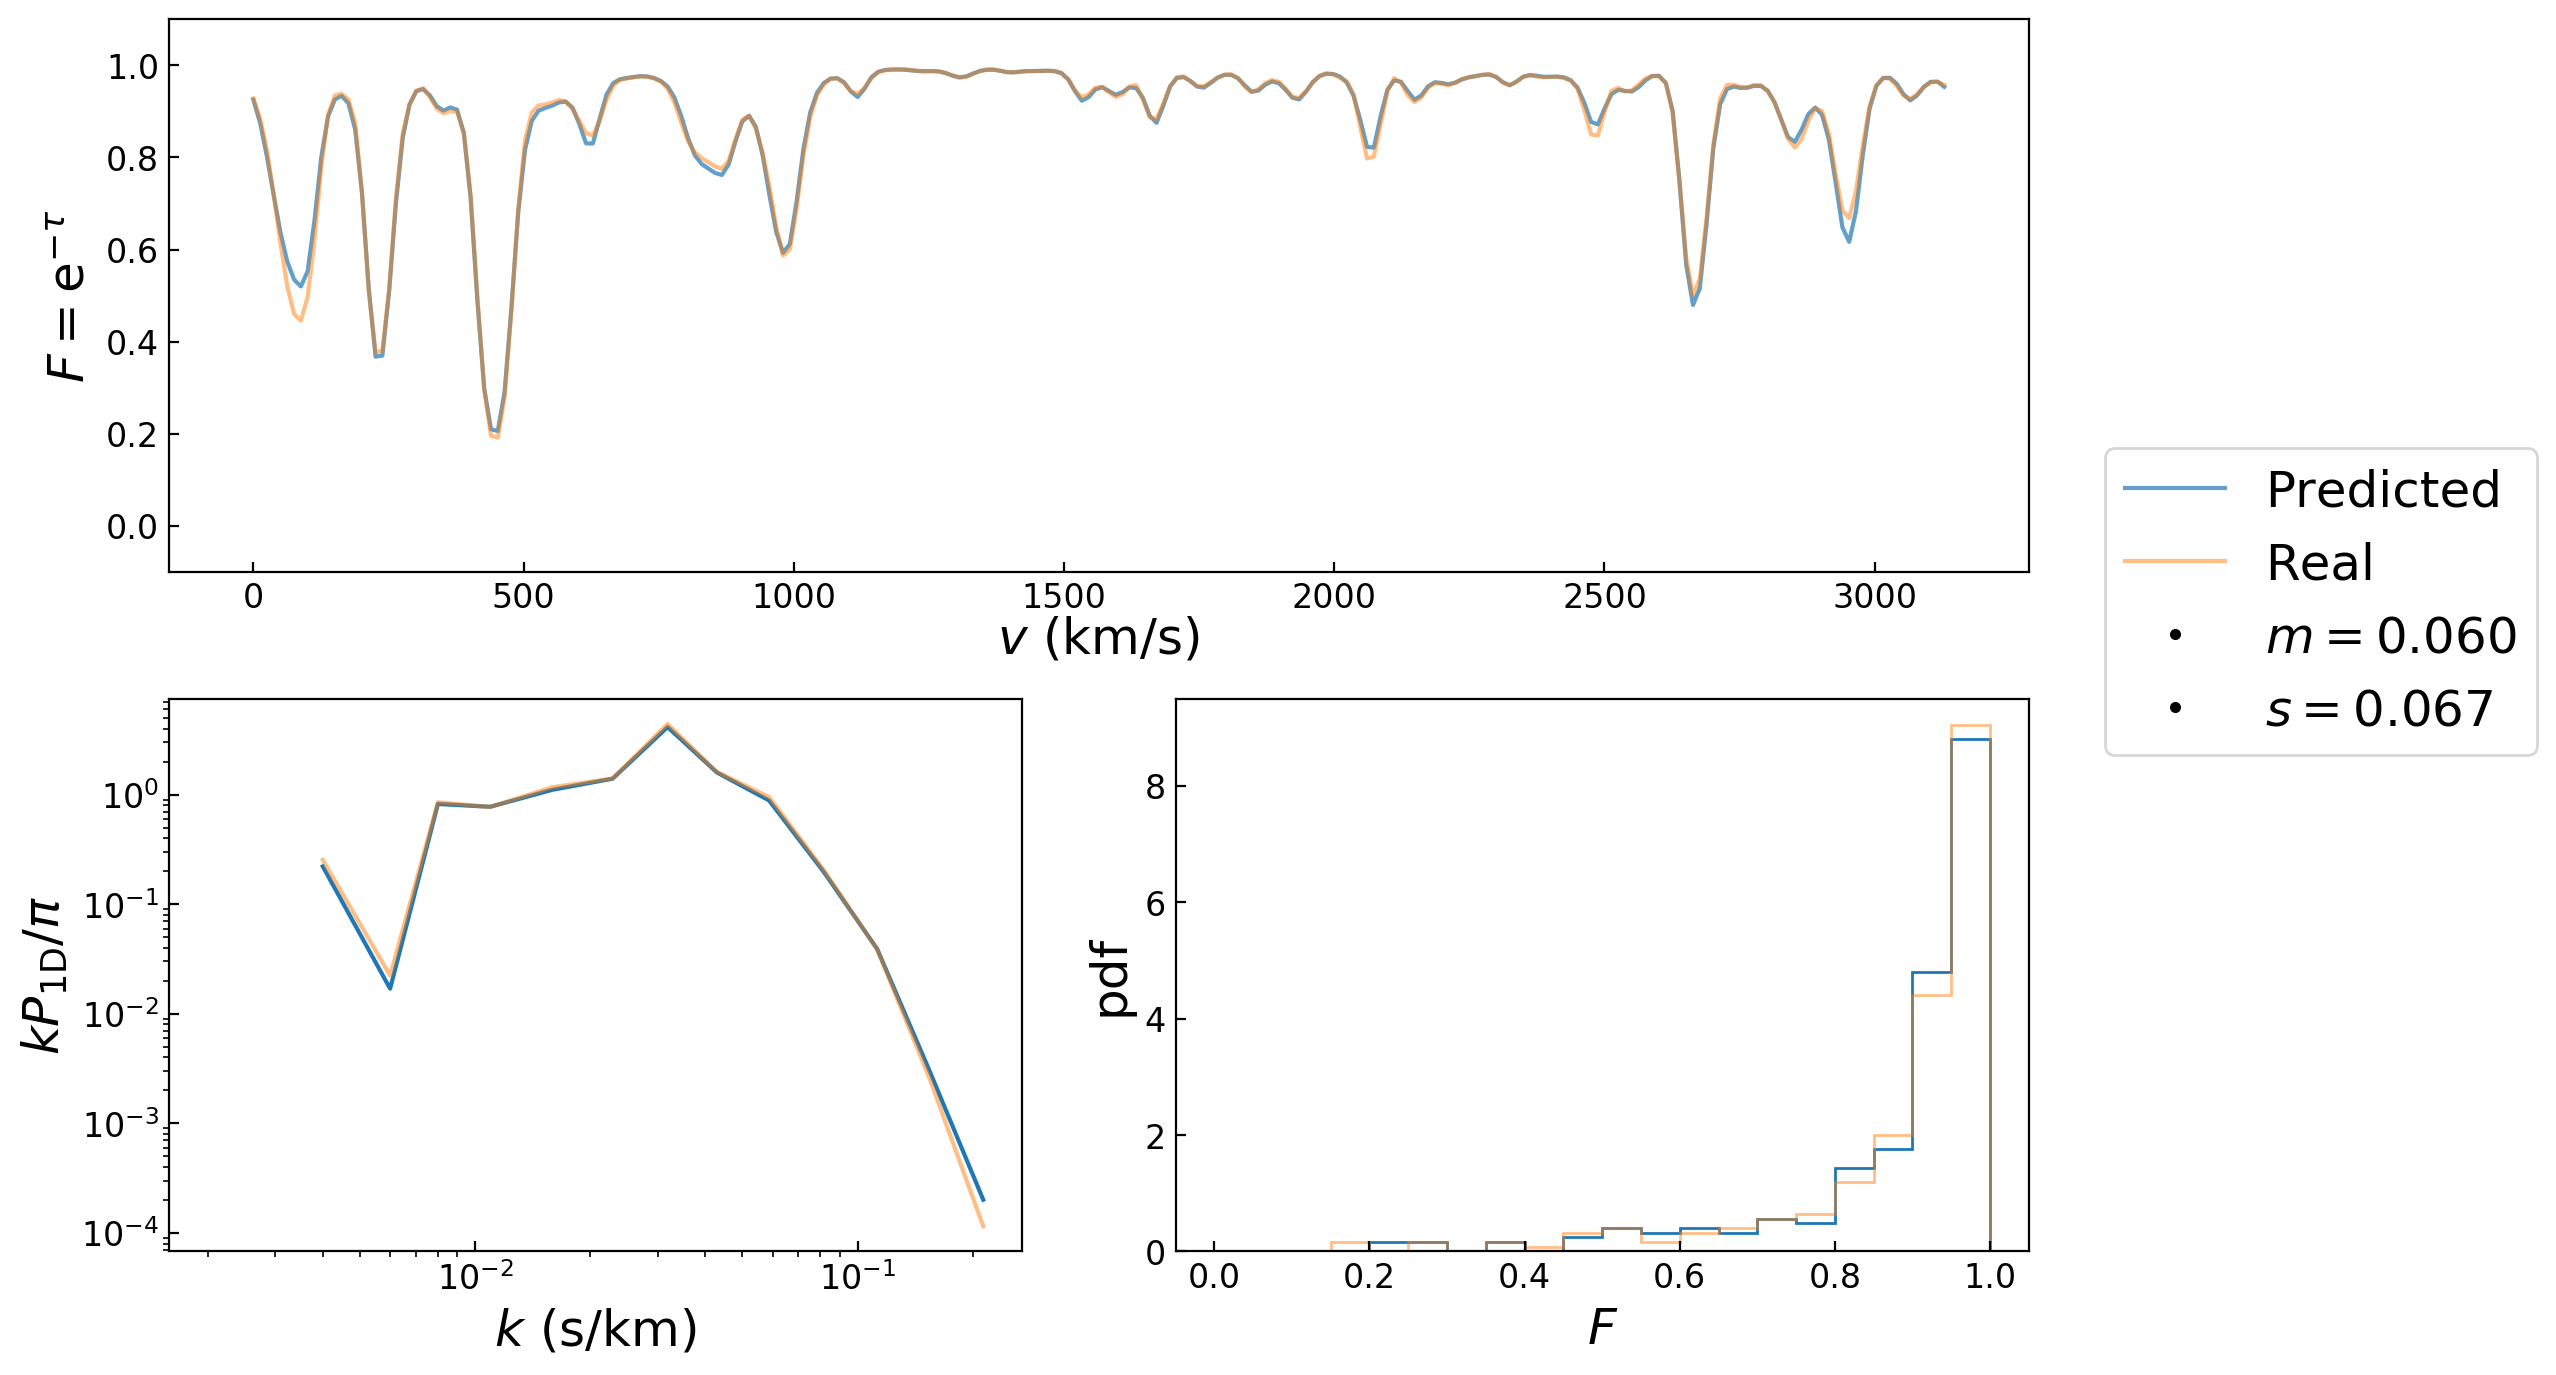 F = e^{-τ}
1.0
0.8
0.6
0.4
0.2
0.0
0 500 1000 1500 2000 2500 3000
v (km/s)
Predicted
Real
m = 0.060
s = 0.067
kP_{1D}/π
10^0
10^{-1}
10^{-2}
10^{-3}
10^{-4}
10^{-2} 10^{-1}
k (s/km)
pdf
8
6
4
2
0
0.0 0.2 0.4 0.6 0.8 1.0
F